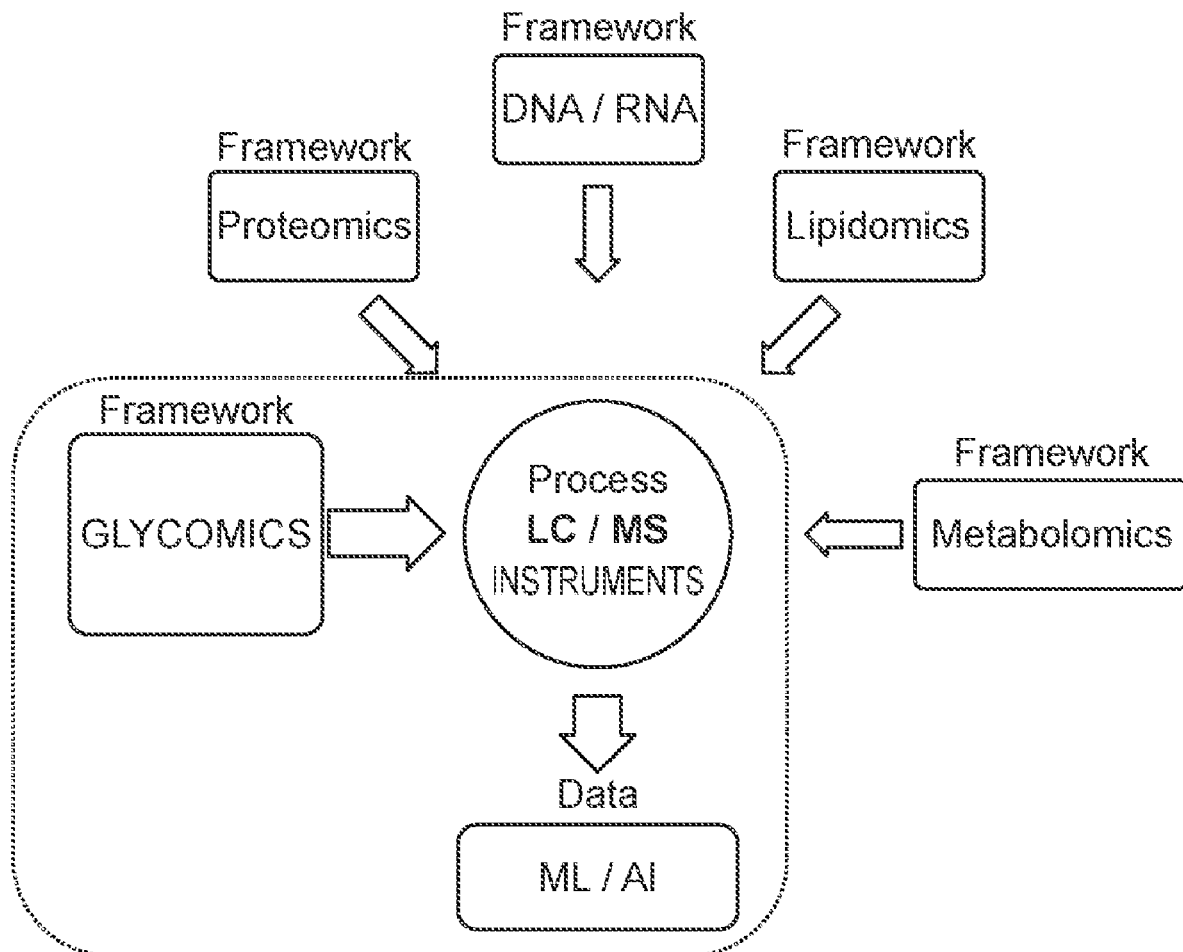 Framework
DNA / RNA
Framework
Proteomics
Framework
Lipidomics
Framework
GLYCOMICS
Process
LC / MS
INSTRUMENTS
Framework
Metabolomics
Data
ML / AI